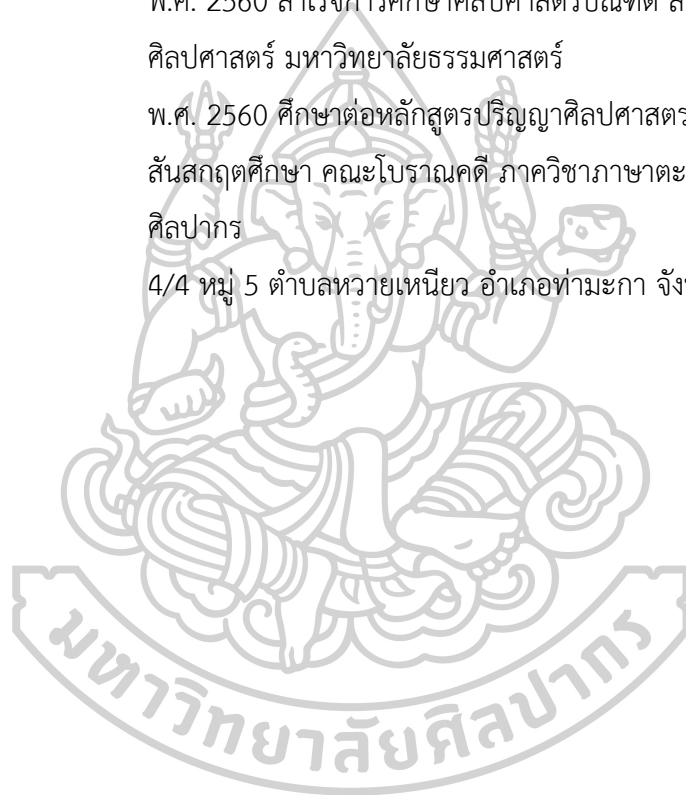 พ.ศ. 2560 สำเร็จการศึกษาศิลปศาสตรบัณฑิต
ศิลปศาสตร์ มหาวิทยาลัยธรรมศาสตร์
พ.ศ. 2560 ศึกษาต่อหลักสูตรปริญญาศิลปศาสตร
สันสกฤตศึกษา คณะโบราณคดี ภาควิชาภาษาตะ
ศิลปากร
4/4 หมู่ 5 ตำบลหวายเหนียว อำเภอท่ามะกา จัง
มหาวิทยาลัยศิลปากร